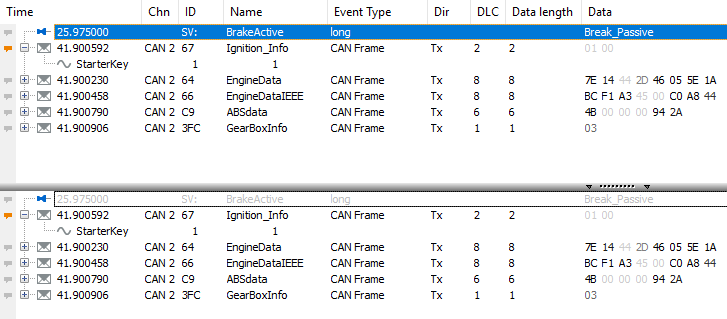 Time Chn ID Name Event Type Dir DLC Data length Data
25.975000 SV: BrakeActive long Break_Passive
41.900592 CAN 2 67 Ignition_Info CAN Frame Tx 2 2 01 00
StarterKey 1 1
41.900230 CAN 2 64 EngineData CAN Frame Tx 8 8 7E 14 44 2D 46 05 5E 1A
41.900458 CAN 2 66 EngineDataIEEE CAN Frame Tx 8 8 BC F1 A3 45 00 C0 A8 44
41.900790 CAN 2 C9 ABSdata CAN Frame Tx 6 6 4B 00 00 00 94 2A
41.900906 CAN 2 3FC GearBoxInfo CAN Frame Tx 1 1 03
25.975000 SV: BrakeActive long Break_Passive
41.900592 CAN 2 67 Ignition_Info CAN Frame Tx 2 2 01 00
StarterKey 1 1
41.900230 CAN 2 64 EngineData CAN Frame Tx 8 8 7E 14 44 2D 46 05 5E 1A
41.900458 CAN 2 66 EngineDataIEEE CAN Frame Tx 8 8 BC F1 A3 45 00 C0 A8 44
41.900790 CAN 2 C9 ABSdata CAN Frame Tx 6 6 4B 00 00 00 94 2A
41.900906 CAN 2 3FC GearBoxInfo CAN Frame Tx 1 1 03